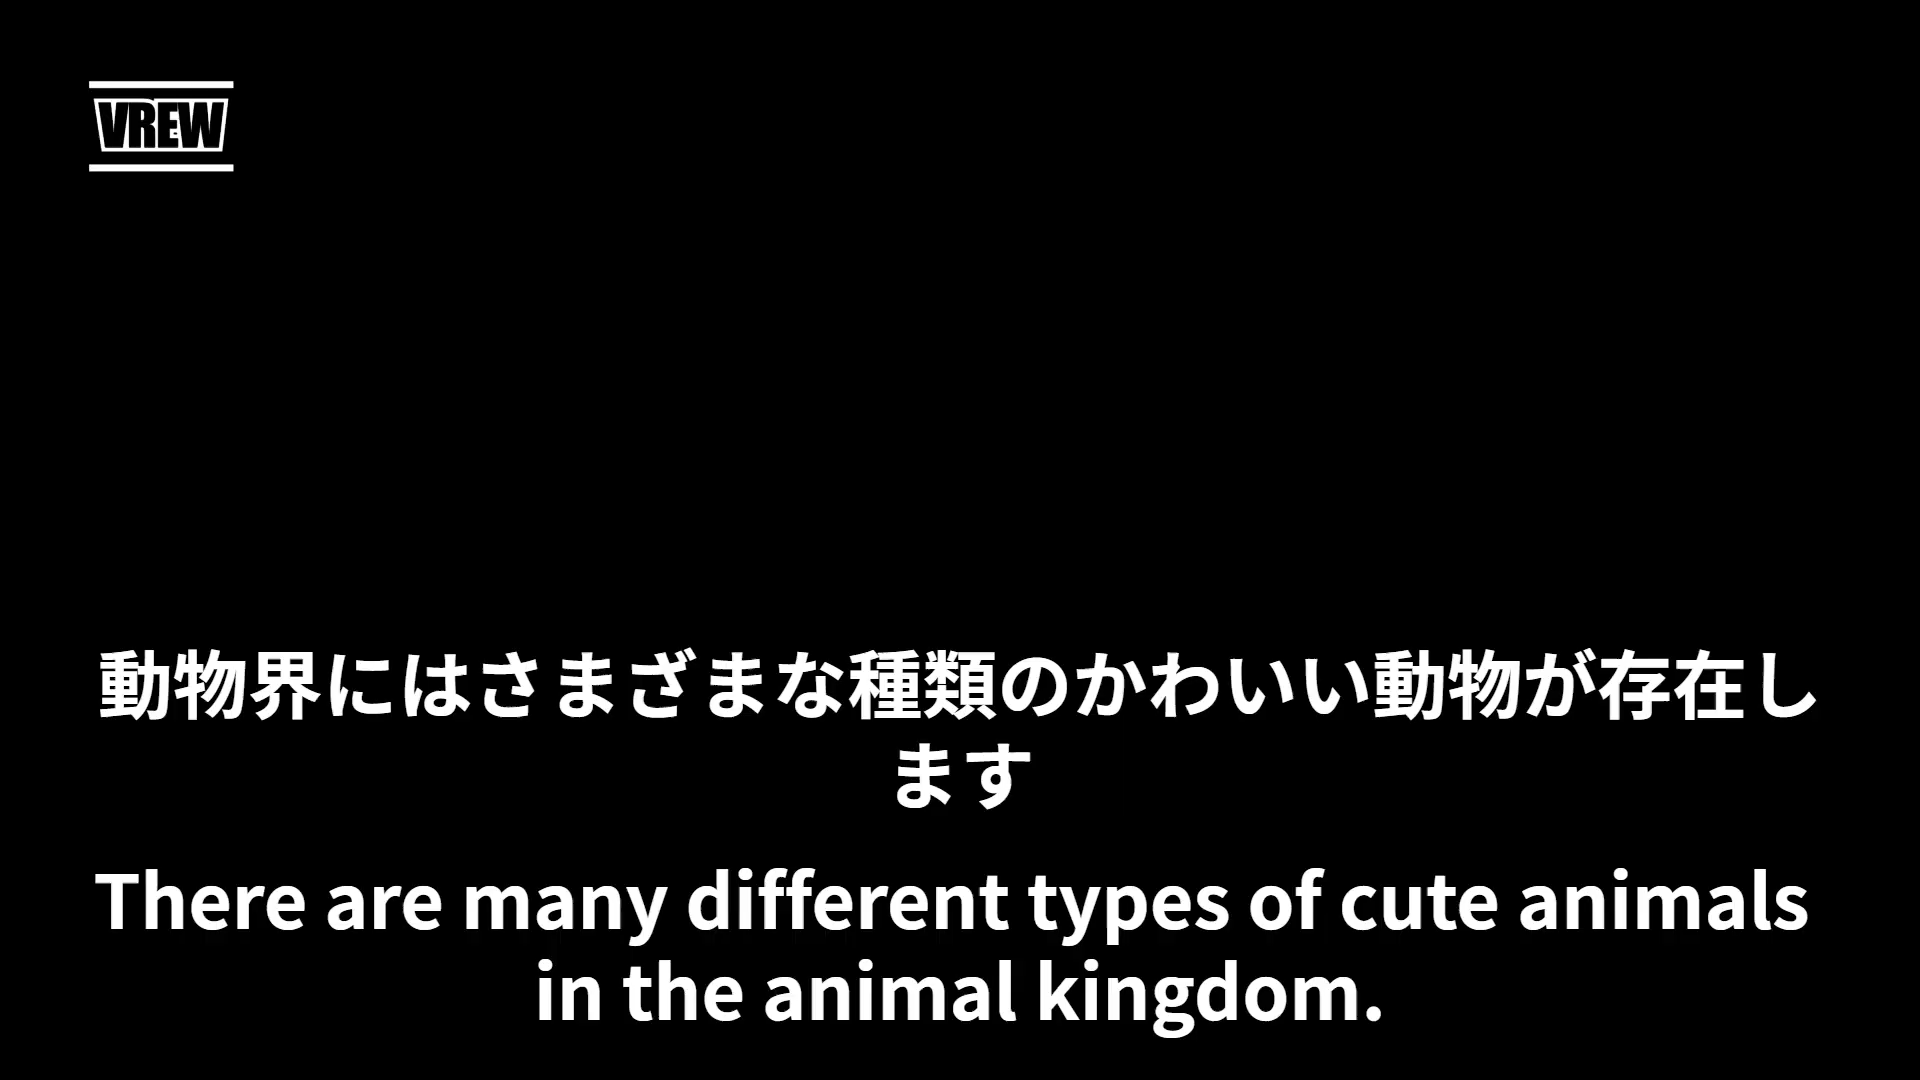 VREW
動物界にはさまざまな種類のかわいい動物が存在し
ます
There are many different types of cute animals
in the animal kingdom.